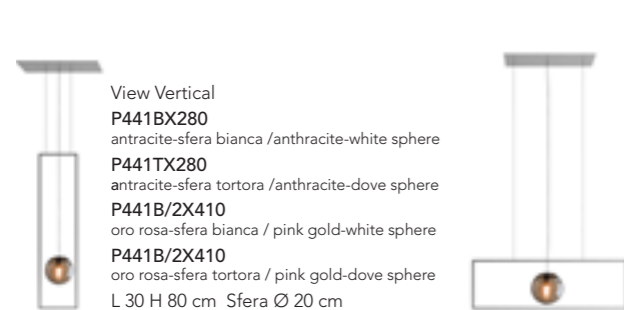 View Vertical
P441BX280
antracite-sfera bianca /anthracite-white sphere
P441TX280
antracite-sfera tortora /anthracite-dove sphere
P441B/2X410
oro rosa-sfera bianca / pink gold-white sphere
P441B/2X410
oro rosa-sfera tortora / pink gold-dove sphere
L 30 H 80 cm Sfera Ø 20 cm